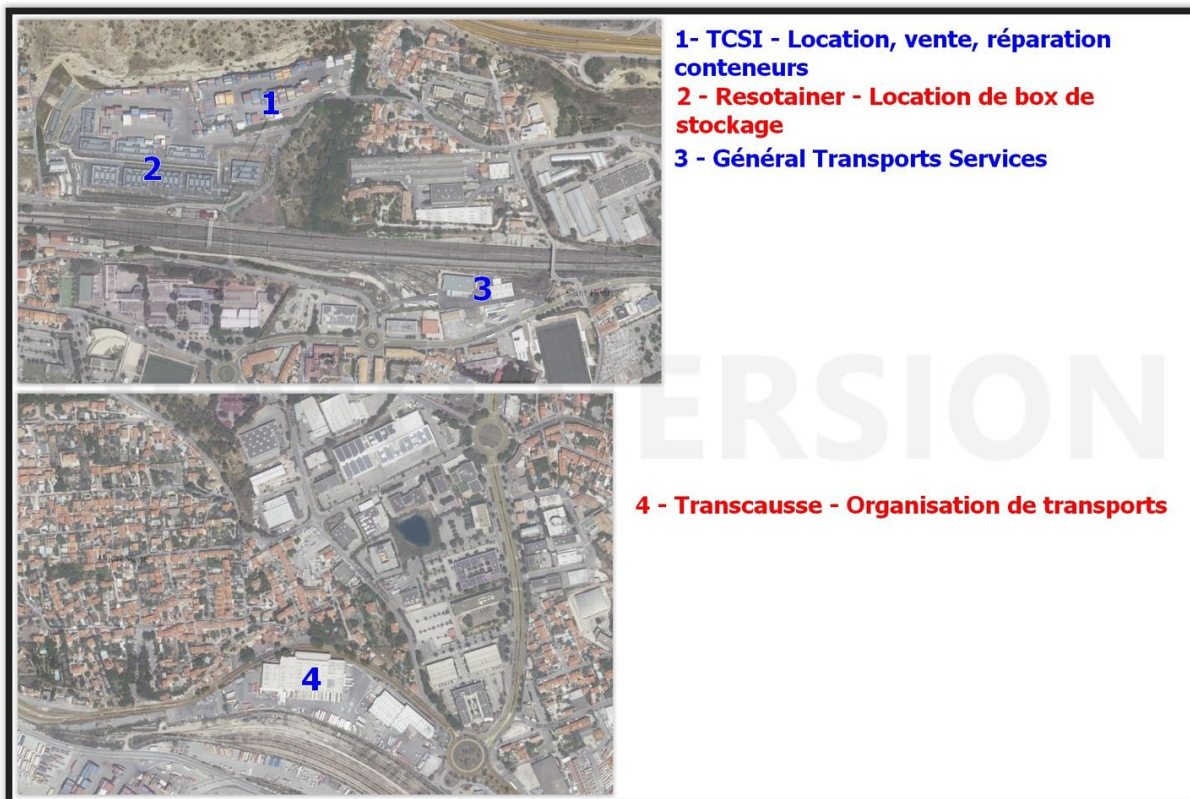 1- TCSI - Location, vente, réparation
conteneurs
2 - Resotainer - Location de box de
stockage
3 - Général Transports Services
1
2
3
ERSION
4 - Transcausse - Organisation de transports
4